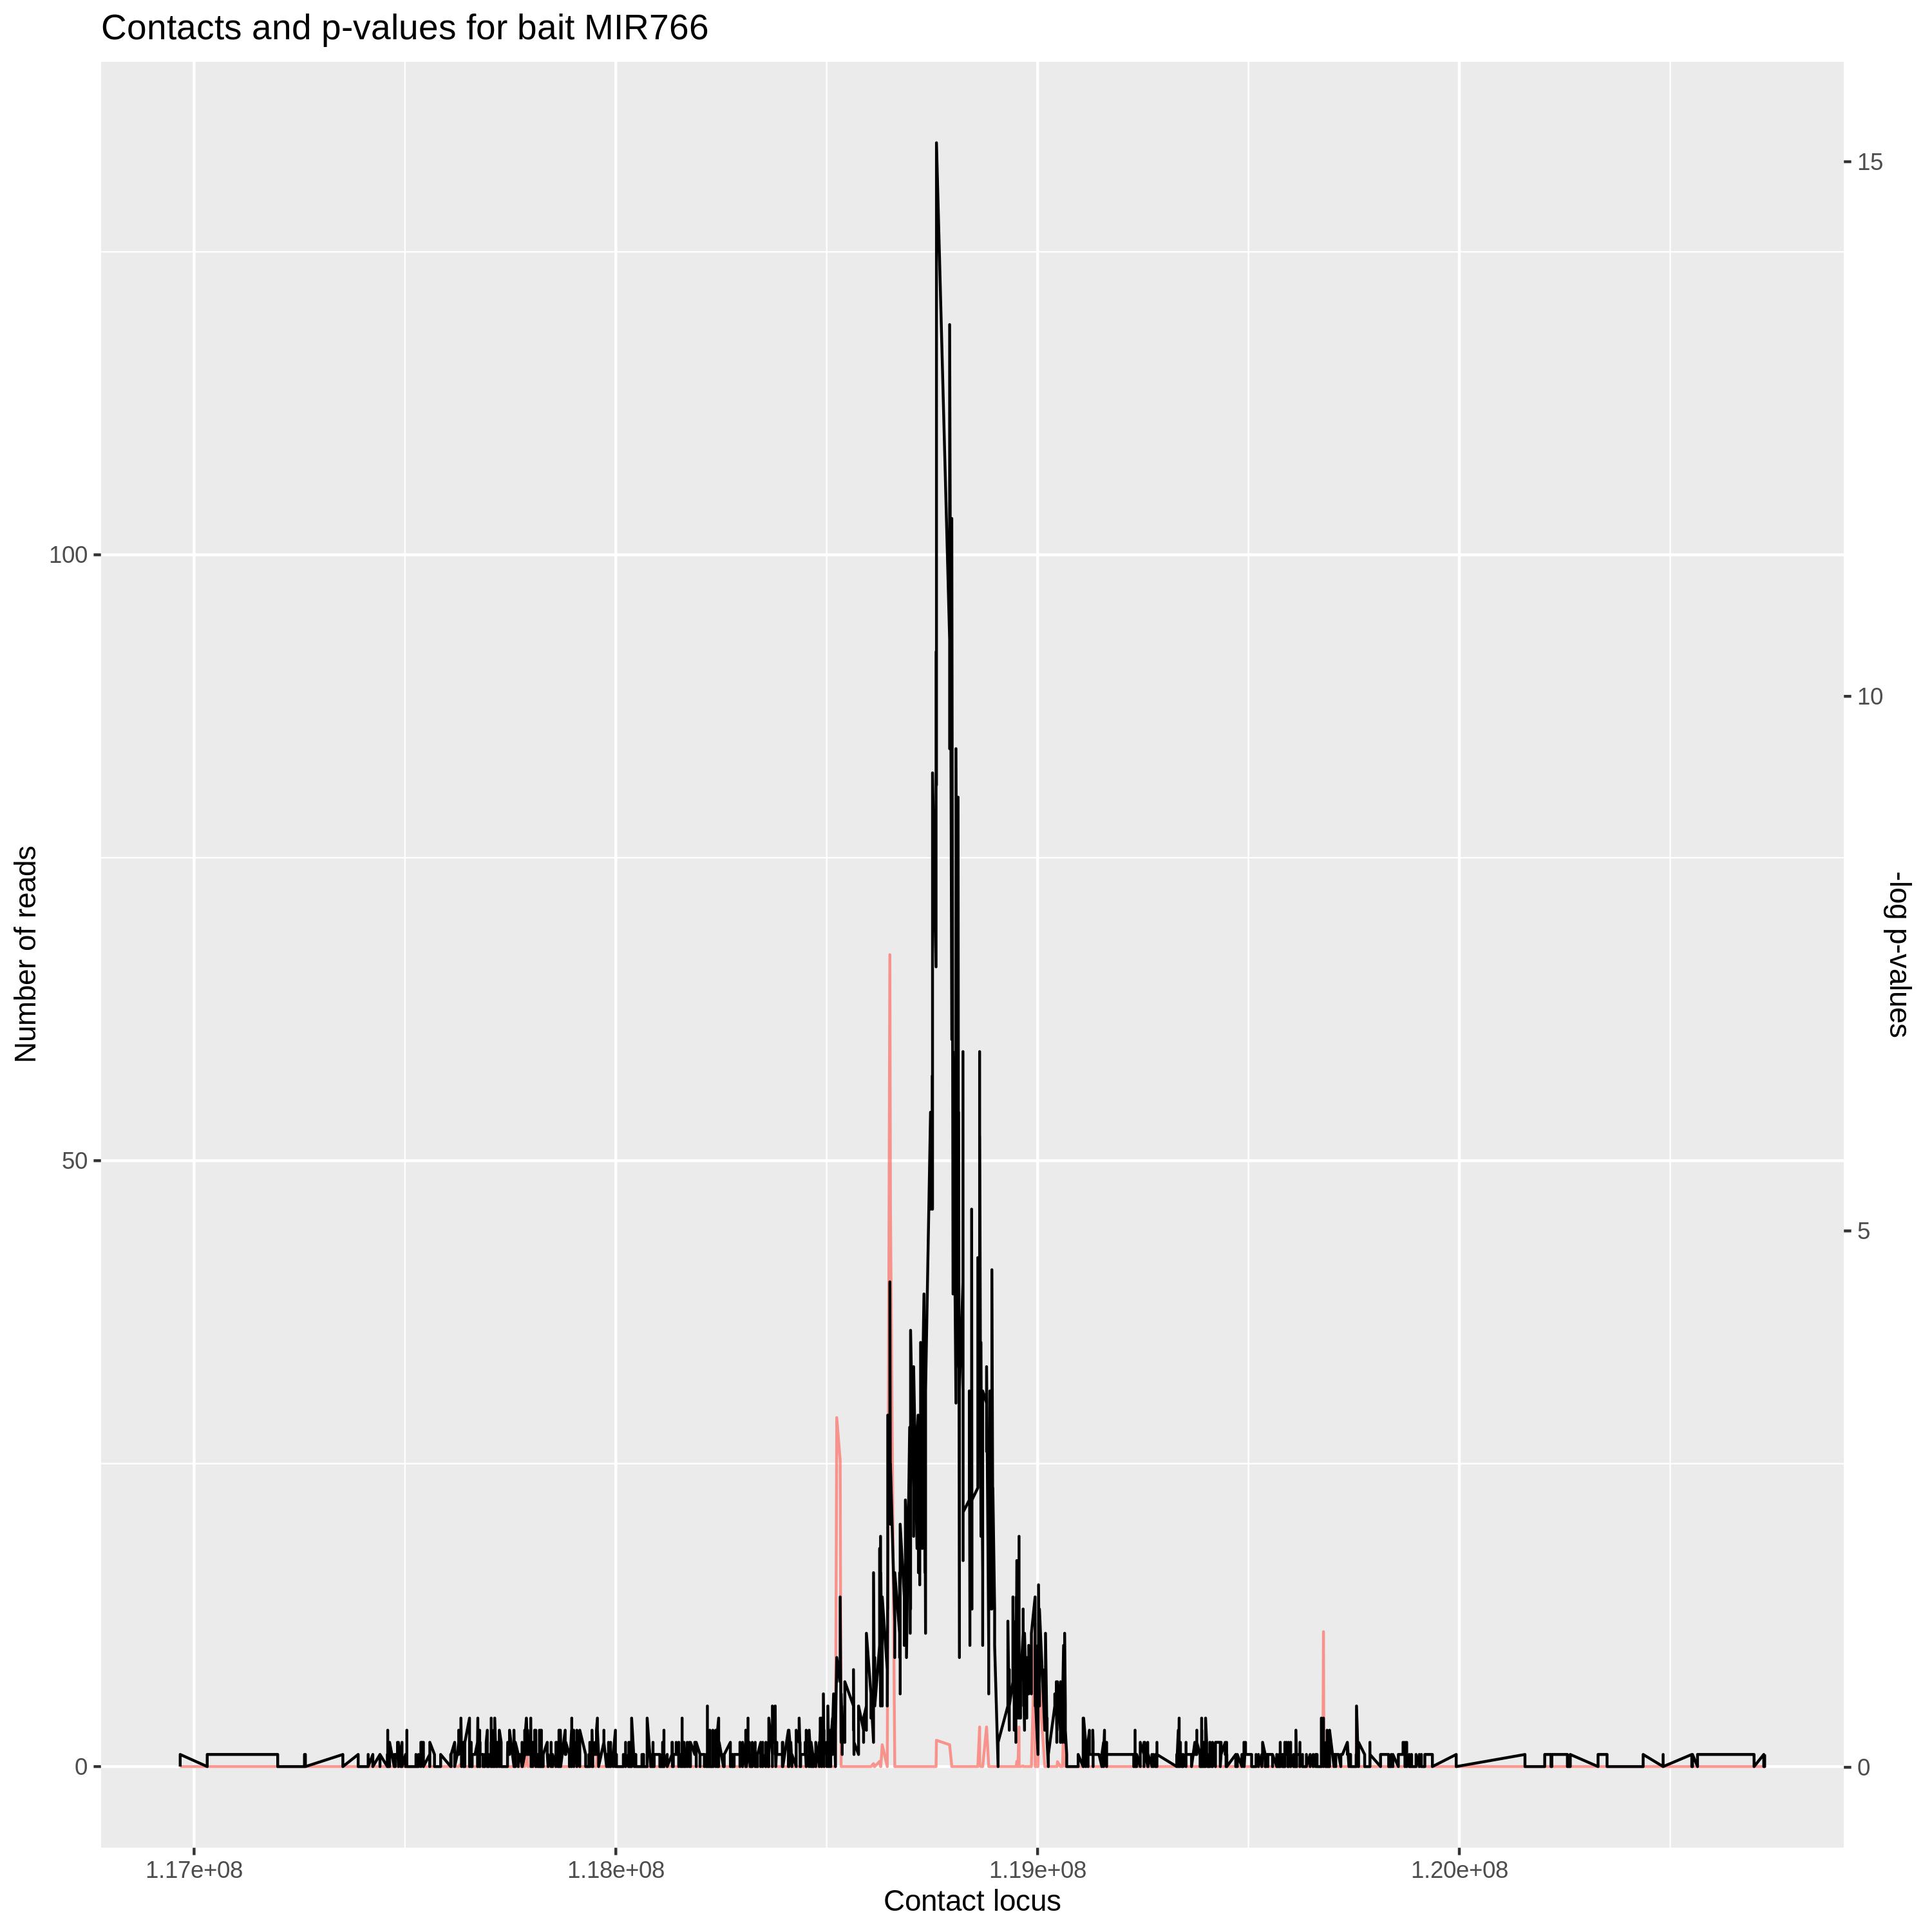 Contacts and p-values for bait MIR766
15
100
10
Number of reads
-log p-values
50
5
0
0
1.17e+08
1.18e+08
1.19e+08
1.20e+08
Contact locus